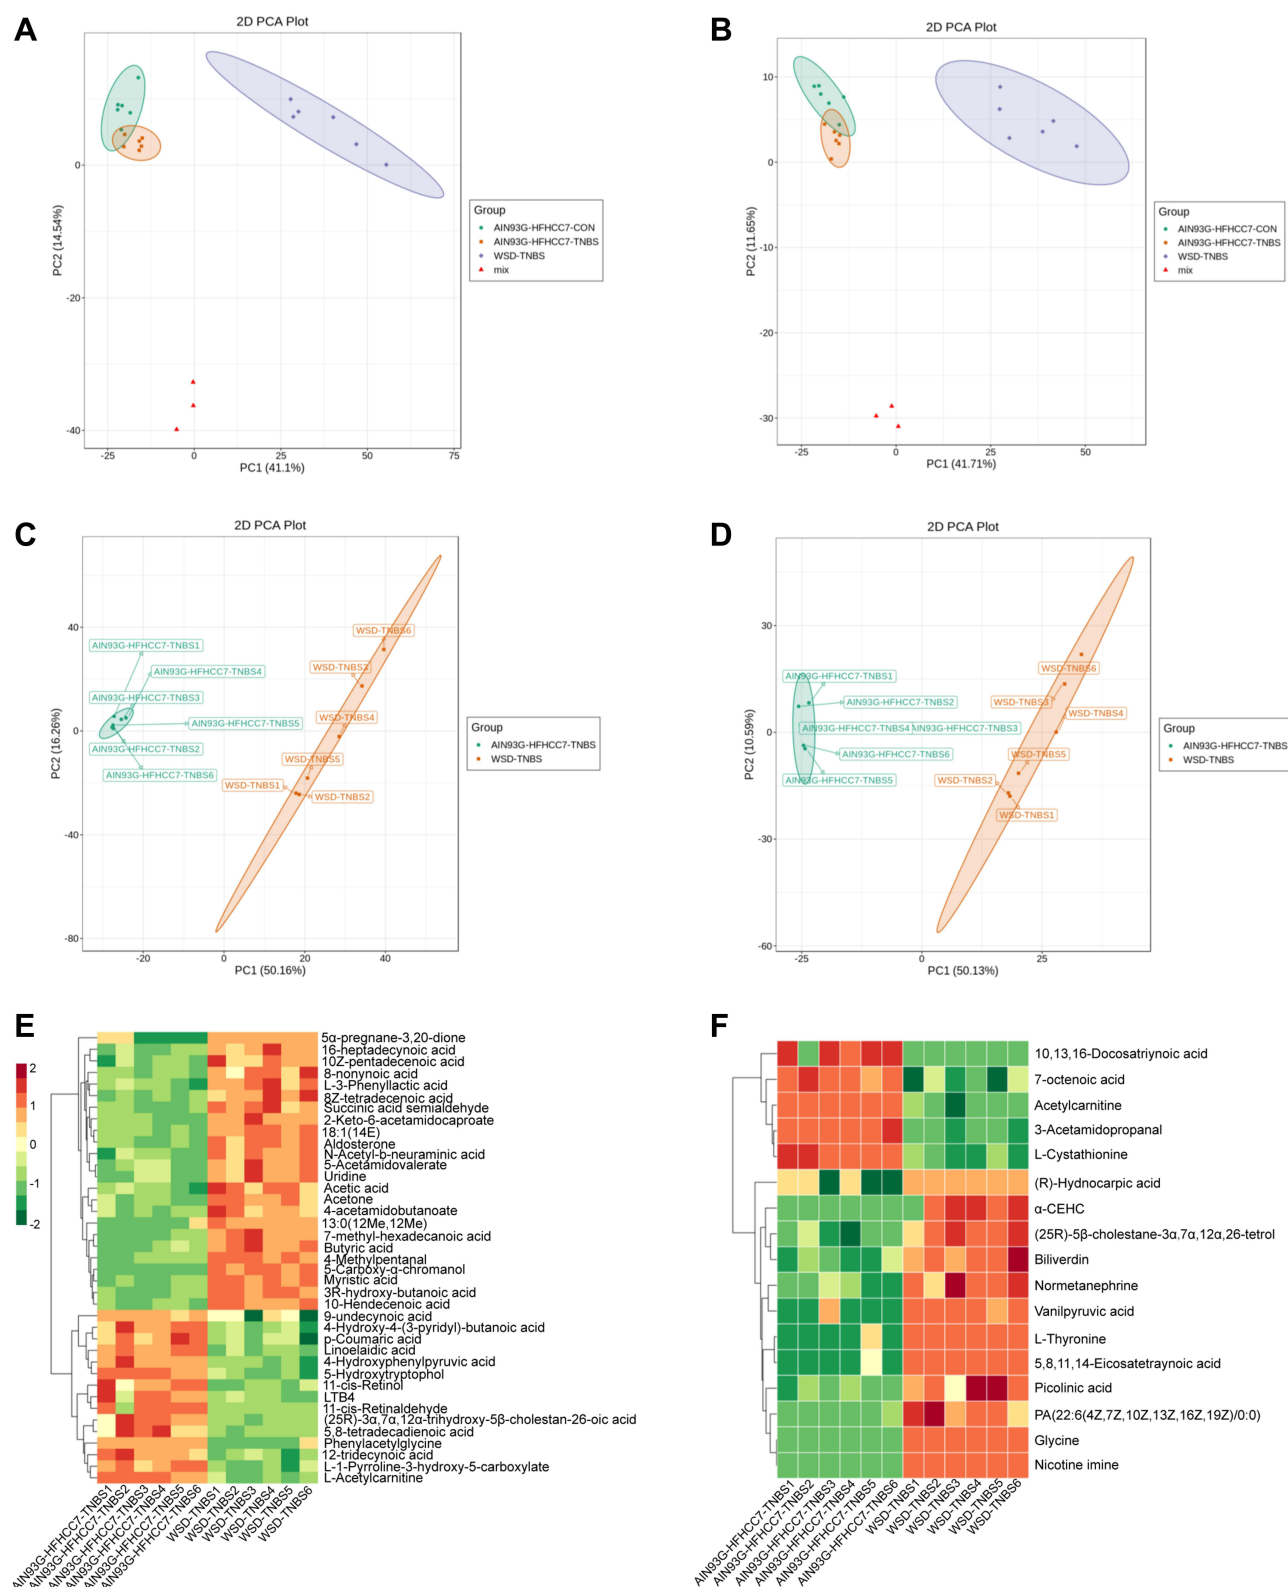 A
2D PCA Plot
0
-20
-40
-25
0
25
50
75
PC1 (41.1%)
PC2 (14.54%)
Group
AIN93G-HFHCC7-CON
AIN93G-HFHCC7-TNBS
WSD-TNBS
mix
B
2D PCA Plot
10
0
-10
-20
-30
-25
0
25
50
PC1 (41.71%)
PC2 (11.65%)
Group
AIN93G-HFHCC7-CON
AIN93G-HFHCC7-TNBS
WSD-TNBS
mix
C
2D PCA Plot
40
0
-40
-80
-20
0
20
40
PC1 (50.16%)
PC2 (16.26%)
AIN93G-HFHCC7-TNBS1
AIN93G-HFHCC7-TNBS4
AIN93G-HFHCC7-TNBS3
AIN93G-HFHCC7-TNBS5
AIN93G-HFHCC7-TNBS2
AIN93G-HFHCC7-TNBS6
WSD-TNBS6
WSD-TNBS3
WSD-TNBS4
WSD-TNBS5
WSD-TNBS1
WSD-TNBS2
Group
AIN93G-HFHCC7-TNBS
WSD-TNBS
D
2D PCA Plot
30
0
-30
-60
-25
0
25
PC1 (50.13%)
PC2 (10.59%)
AIN93G-HFHCC7-TNBS1
AIN93G-HFHCC7-TNBS2
AIN93G-HFHCC7-TNBS4
AIN93G-HFHCC7-TNBS3
AIN93G-HFHCC7-TNBS6
AIN93G-HFHCC7-TNBS5
WSD-TNBS6
WSD-TNBS3
WSD-TNBS4
WSD-TNBS5
WSD-TNBS2
WSD-TNBS1
Group
AIN93G-HFHCC7-TNBS
WSD-TNBS
E
2
1
0
-1
-2
5α-pregnane-3,20-dione
16-heptadecynoic acid
10Z-pentadecenoic acid
8-nonynoic acid
L-3-Phenyllactic acid
8Z-tetradecenoic acid
Succinic acid semialdehyde
2-Keto-6-acetamidocaproate
18:1(14E)
Aldosterone
N-Acetyl-b-neuraminic acid
5-Acetamidovalerate
Uridine
Acetic acid
Acetone
4-acetamidobutanoate
13:0(12Me,12Me)
7-methyl-hexadecanoic acid
Butyric acid
4-Methylpentanal
5-Carboxy-α-chromanol
Myristic acid
3R-hydroxy-butanoic acid
10-Hendecenoic acid
9-undecynoic acid
4-Hydroxy-4-(3-pyridyl)-butanoic acid
p-Coumaric acid
Linoelaidic acid
4-Hydroxyphenylpyruvic acid
5-Hydroxytryptophol
11-cis-Retinol
LTB4
11-cis-Retinaldehyde
(25R)-3α,7α,12α-trihydroxy-5β-cholestan-26-oic acid
5,8-tetradecadienoic acid
Phenylacetylglycine
12-tridecynoic acid
L-1-Pyrroline-3-hydroxy-5-carboxylate
L-Acetylcarnitine
AIN93G-HFHCC7-TNBS1
AIN93G-HFHCC7-TNBS2
AIN93G-HFHCC7-TNBS3
AIN93G-HFHCC7-TNBS4
AIN93G-HFHCC7-TNBS5
AIN93G-HFHCC7-TNBS6
WSD-TNBS1
WSD-TNBS2
WSD-TNBS3
WSD-TNBS4
WSD-TNBS5
WSD-TNBS6
F
10,13,16-Docosatriynoic acid
7-octenoic acid
Acetylcarnitine
3-Acetamidopropanal
L-Cystathionine
(R)-Hydnocarpic acid
α-CEHC
(25R)-5β-cholestane-3α,7α,12α,26-tetrol
Biliverdin
Normetanephrine
Vanilpyruvic acid
L-Thyronine
5,8,11,14-Eicosatetraynoic acid
Picolinic acid
PA(22:6(4Z,7Z,10Z,13Z,16Z,19Z)/0:0)
Glycine
Nicotine imine
AIN93G-HFHCC7-TNBS1
AIN93G-HFHCC7-TNBS2
AIN93G-HFHCC7-TNBS3
AIN93G-HFHCC7-TNBS4
AIN93G-HFHCC7-TNBS5
AIN93G-HFHCC7-TNBS6
WSD-TNBS1
WSD-TNBS2
WSD-TNBS3
WSD-TNBS4
WSD-TNBS5
WSD-TNBS6